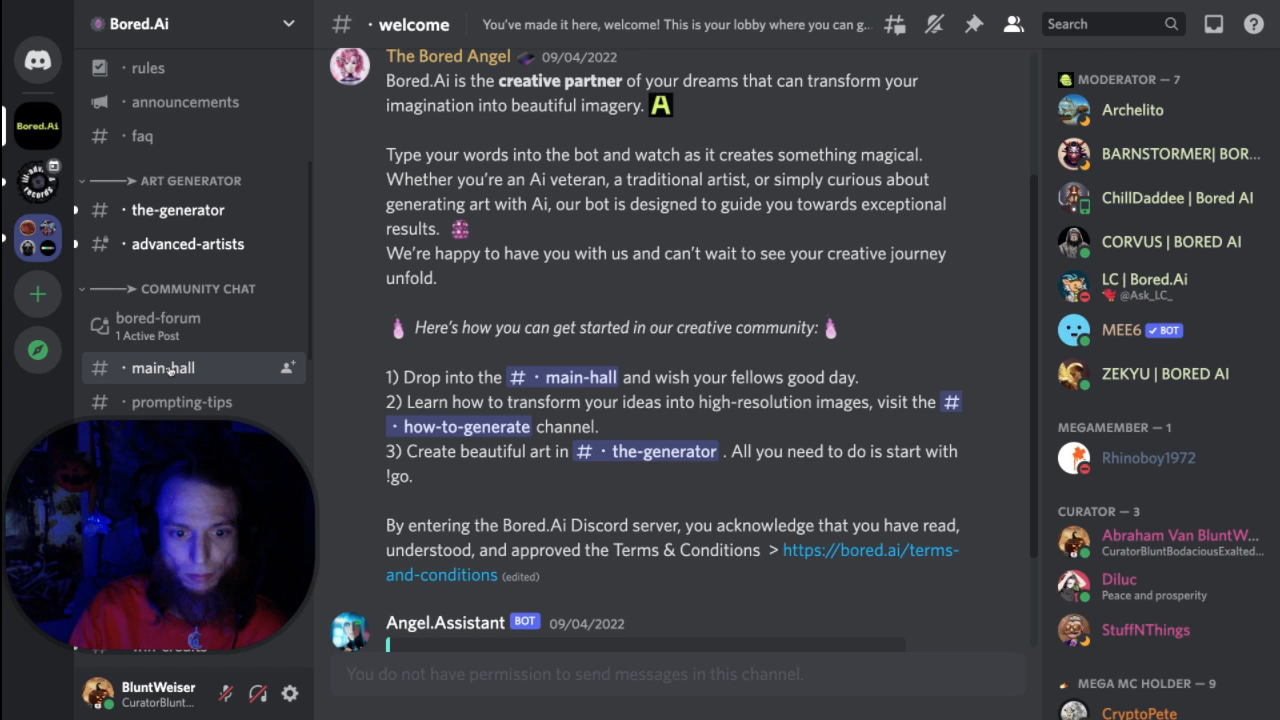 Bored.Ai
· rules
· announcements
· faq
ART GENERATOR
· the-generator
· advanced-artists
COMMUNITY CHAT
bored-forum
1 Active Post
· main-hall
· prompting-tips
BluntWeiser
CuratorBlunt...
Bored.Ai
# · welcome
You've made it here, welcome! This is your lobby where you can g...
Search
The Bored Angel 09/04/2022
Bored.Ai is the creative partner of your dreams that can transform your
imagination into beautiful imagery. A
Type your words into the bot and watch as it creates something magical.
Whether you're an Ai veteran, a traditional artist, or simply curious about
generating art with Ai, our bot is designed to guide you towards exceptional
results.
We're happy to have you with us and can't wait to see your creative journey
unfold.
Here's how you can get started in our creative community:
1) Drop into the # · main-hall and wish your fellows good day.
2) Learn how to transform your ideas into high-resolution images, visit the #
· how-to-generate channel.
3) Create beautiful art in # · the-generator . All you need to do is start with
!go.
By entering the Bored.Ai Discord server, you acknowledge that you have read,
understood, and approved the Terms & Conditions > https://bored.ai/terms-
and-conditions (edited)
Angel.Assistant BOT 09/04/2022
You do not have permission to send messages in this channel.
MODERATOR — 7
Archelito
BARNSTORMER| BOR...
ChillDaddee | Bored AI
CORVUS | BORED AI
LC | Bored.Ai
@Ask_LC_
MEE6 ✓ BOT
ZEKYU | BORED AI
MEGAMEMBER — 1
Rhinoboy1972
CURATOR — 3
Abraham Van BluntW...
CuratorBluntBodaciousExalted...
Diluc
Peace and prosperity
StuffNThings
MEGA MC HOLDER — 9
CryptoPete